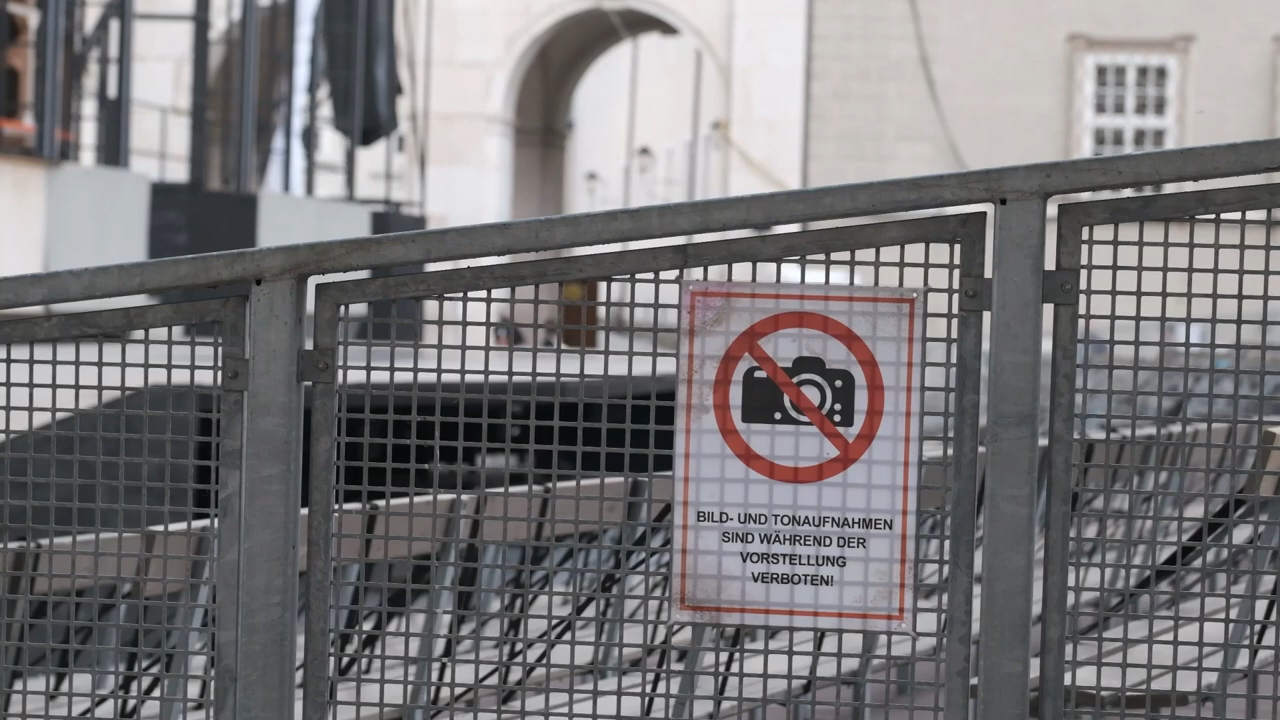 BILD- UND TONAUFNAHMEN
SIND WÄHREND DER
VORSTELLUNG
VERBOTEN!